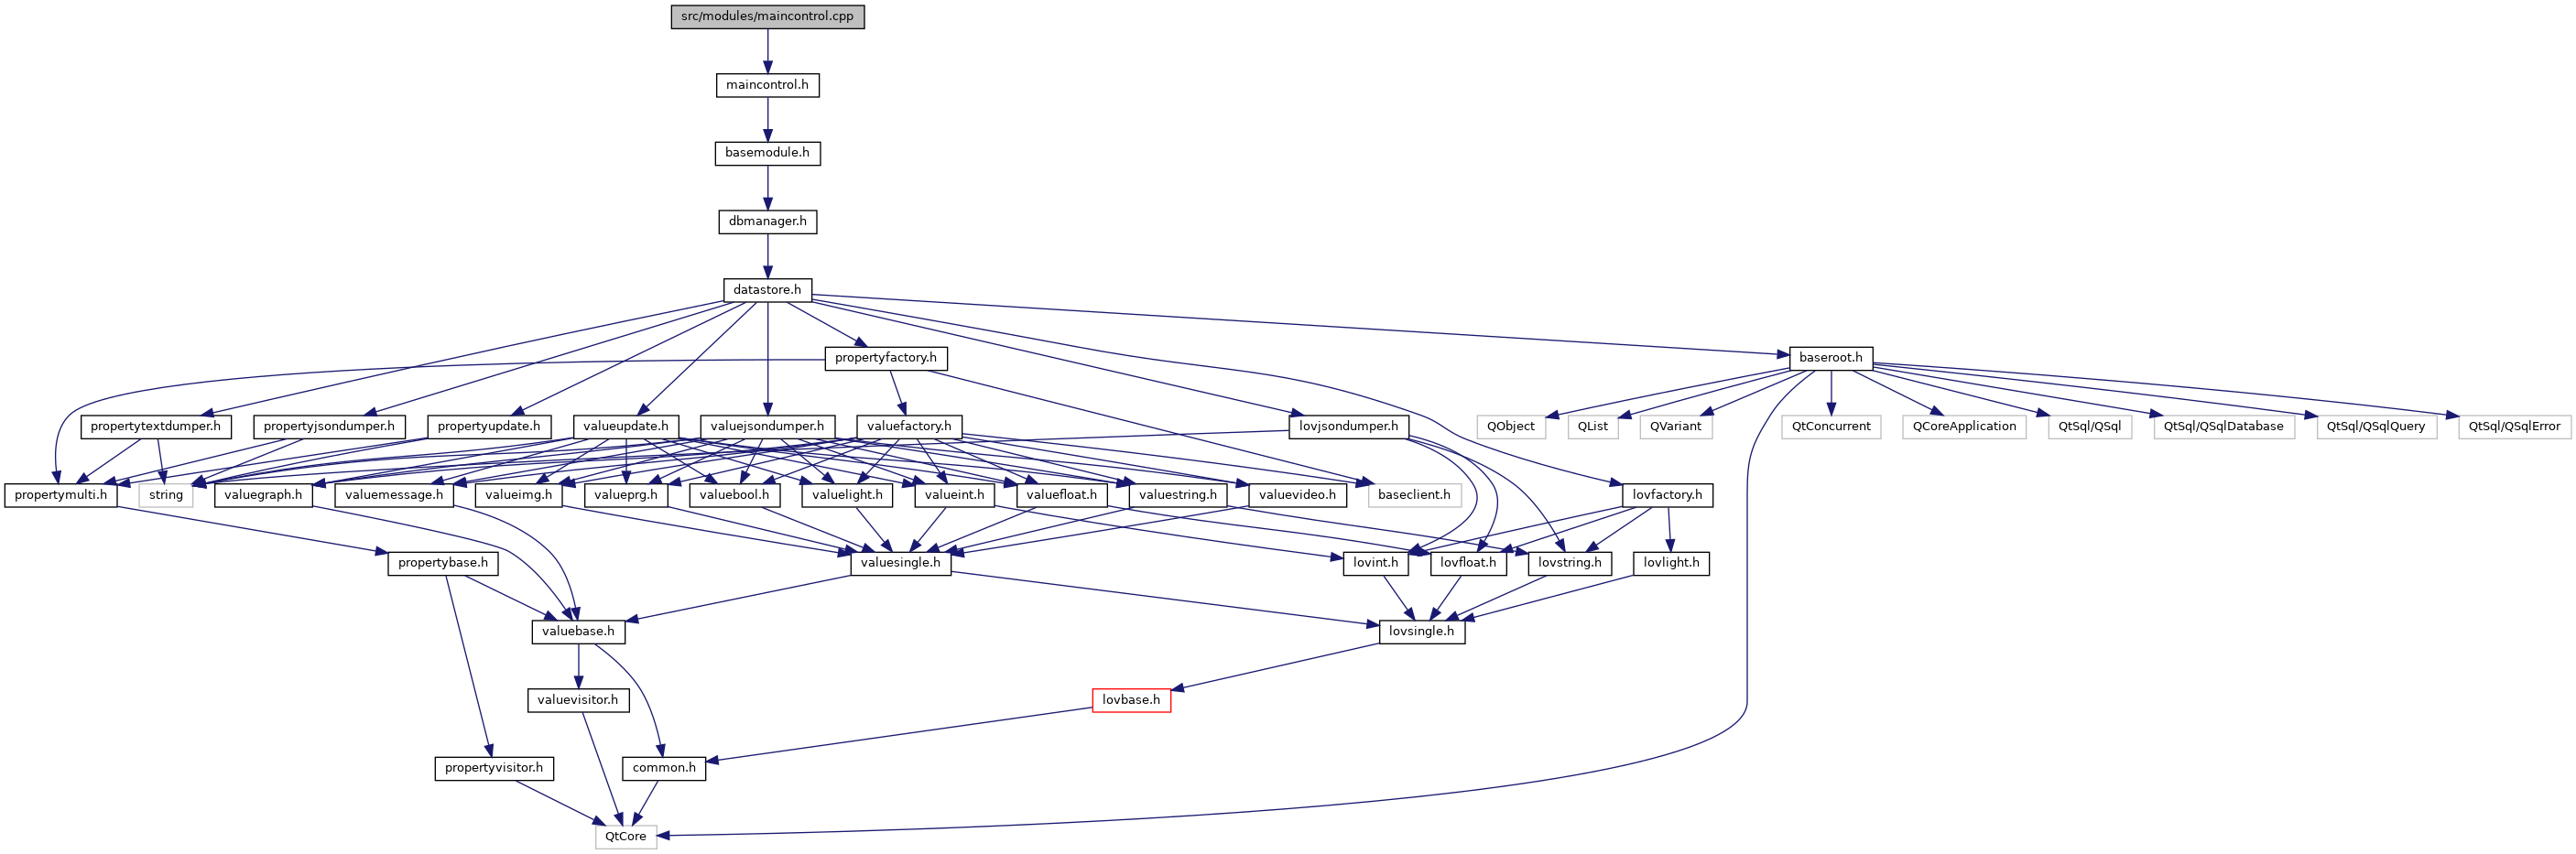 src/modules/maincontrol.cpp
maincontrol.h
basemodule.h
dbmanager.h
datastore.h
propertyfactory.h
baseroot.h
propertytextdumper.h
propertyjsondumper.h
propertyupdate.h
valueupdate.h
valuejsondumper.h
valuefactory.h
lovjsondumper.h
QObject
QList
QVariant
QtConcurrent
QCoreApplication
QtSql/QSql
QtSql/QSqlDatabase
QtSql/QSqlQuery
QtSql/QSqlError
propertymulti.h
string
valuegraph.h
valuemessage.h
valueimg.h
valueprg.h
valuebool.h
valuelight.h
valueint.h
valuefloat.h
valuestring.h
valuevideo.h
baseclient.h
lovfactory.h
propertybase.h
valuesingle.h
lovint.h
lovfloat.h
lovstring.h
lovlight.h
valuebase.h
lovsingle.h
valuevisitor.h
lovbase.h
propertyvisitor.h
common.h
QtCore